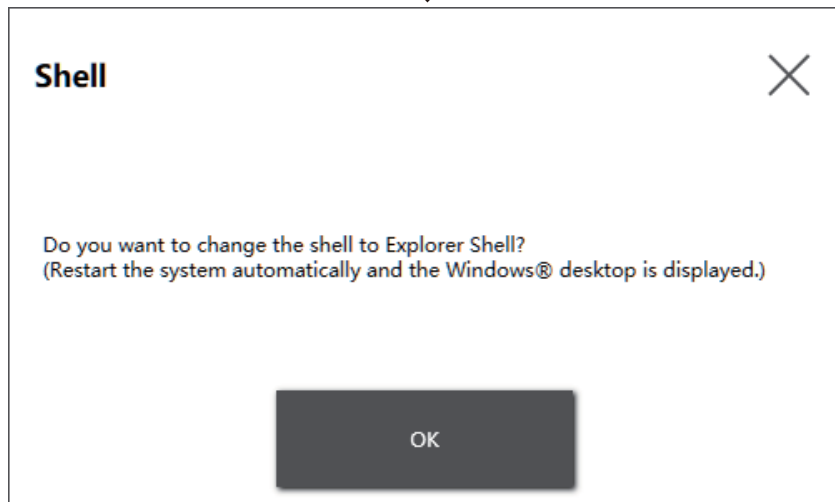 Shell
Do you want to change the shell to Explorer Shell?
(Restart the system automatically and the Windows® desktop is displayed.)
OK